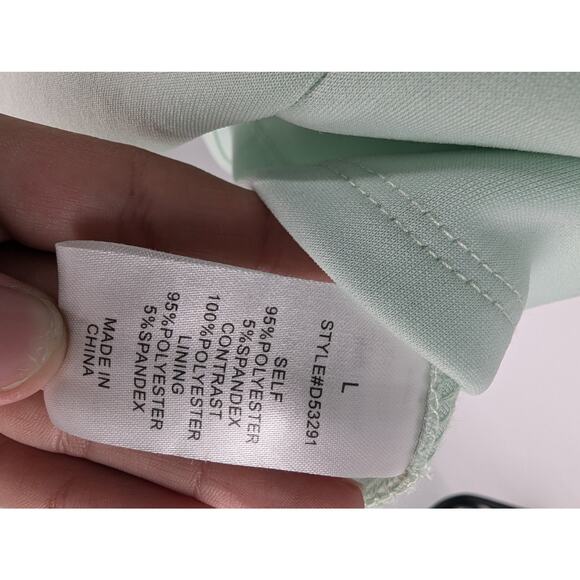 L
STYLE#D53291
SELF
95%POLYESTER
5%SPANDEX
CONTRAST
100%POLYESTER
LINING
95%POLYESTER
5%SPANDEX
MADE IN
CHINA